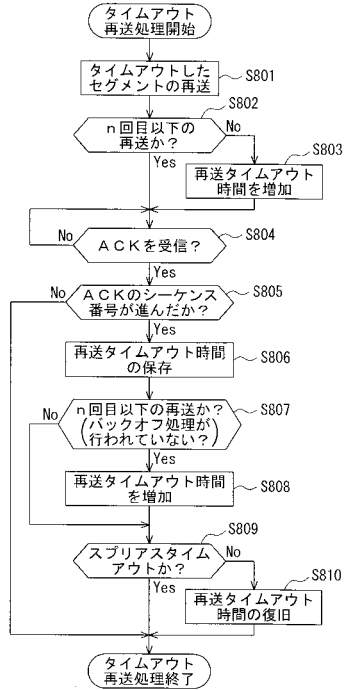 タイムアウト
再送処理開始
タイムアウトした
セグメントの再送
S801
n回目以下の
再送か?
S802
No
Yes
再送タイムアウト
時間を増加
S803
ACKを受信?
S804
No
Yes
ACKのシーケンス
番号が進んだか?
S805
No
Yes
再送タイムアウト時間
の保存
S806
n回目以下の再送か?
(バックオフ処理が
行われていない?)
S807
No
Yes
再送タイムアウト時間
を増加
S808
スプリアスタイム
アウトか?
S809
No
Yes
再送タイムアウト
時間の復旧
S810
タイムアウト
再送処理終了